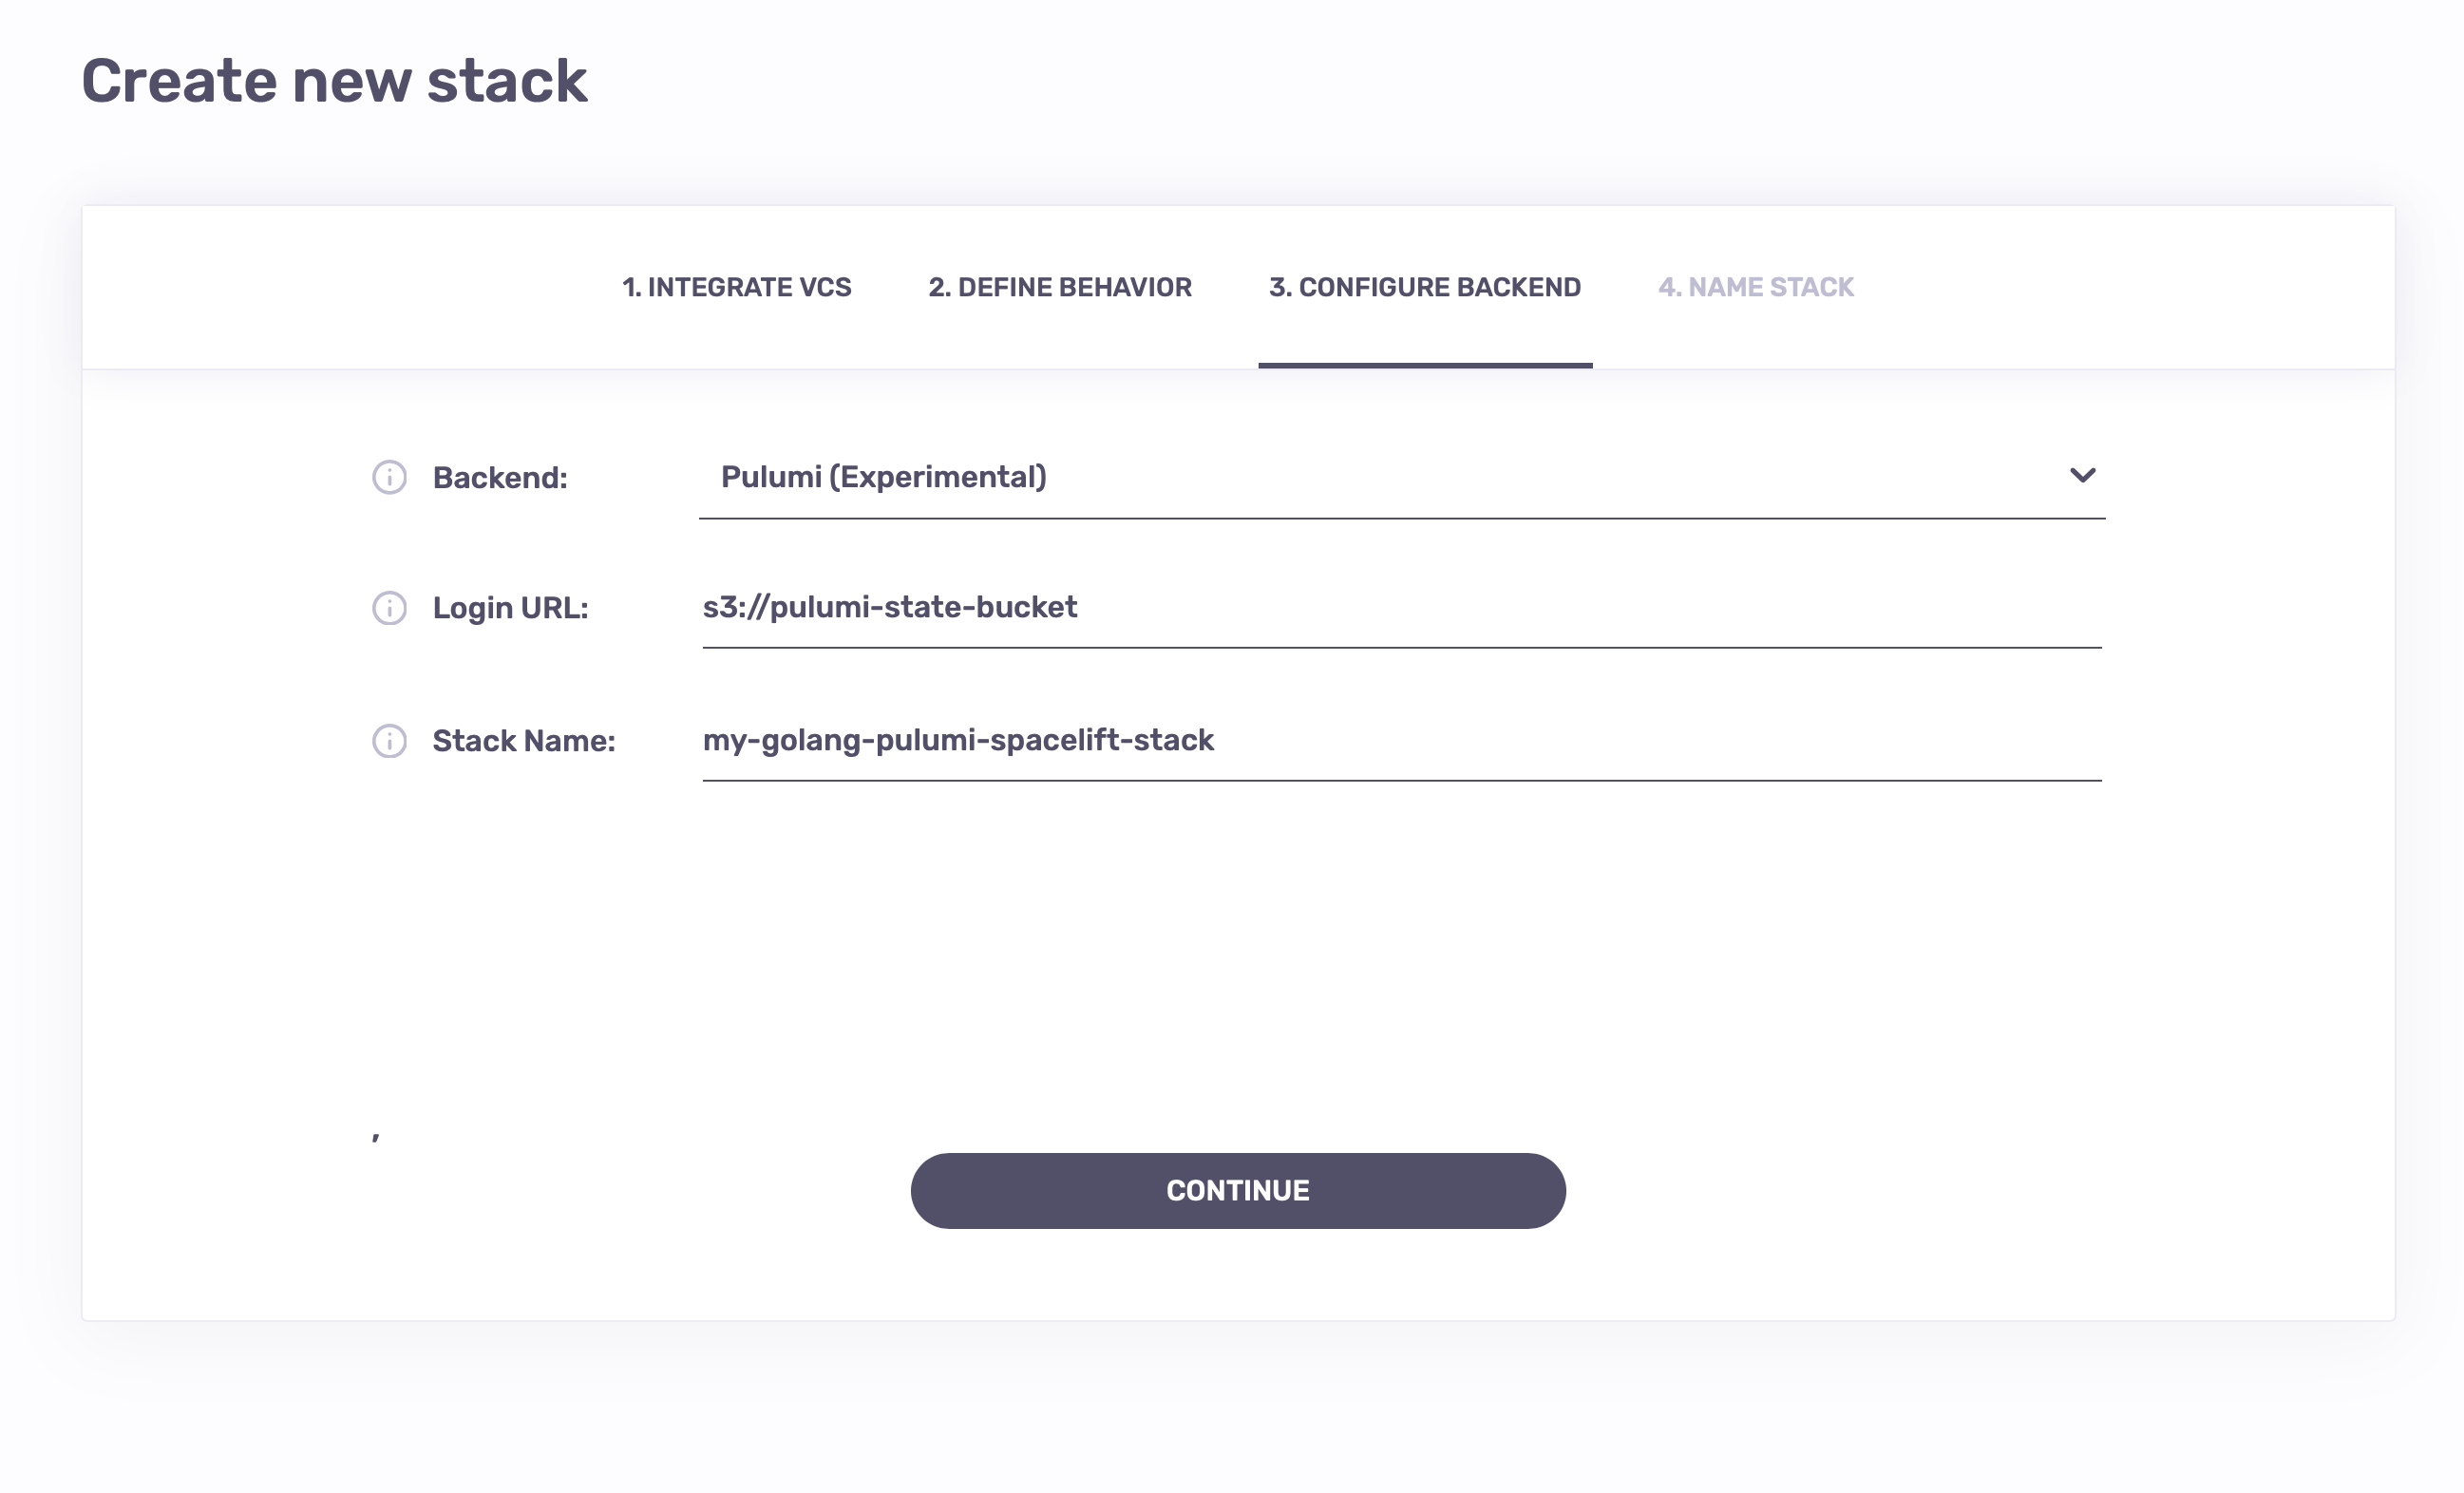 Create new stack
1. INTEGRATE VCS 2. DEFINE BEHAVIOR 3. CONFIGURE BACKEND 4. NAME STACK
Backend: Pulumi (Experimental)
Login URL: s3://pulumi-state-bucket
Stack Name: my-golang-pulumi-spacelift-stack
,
CONTINUE